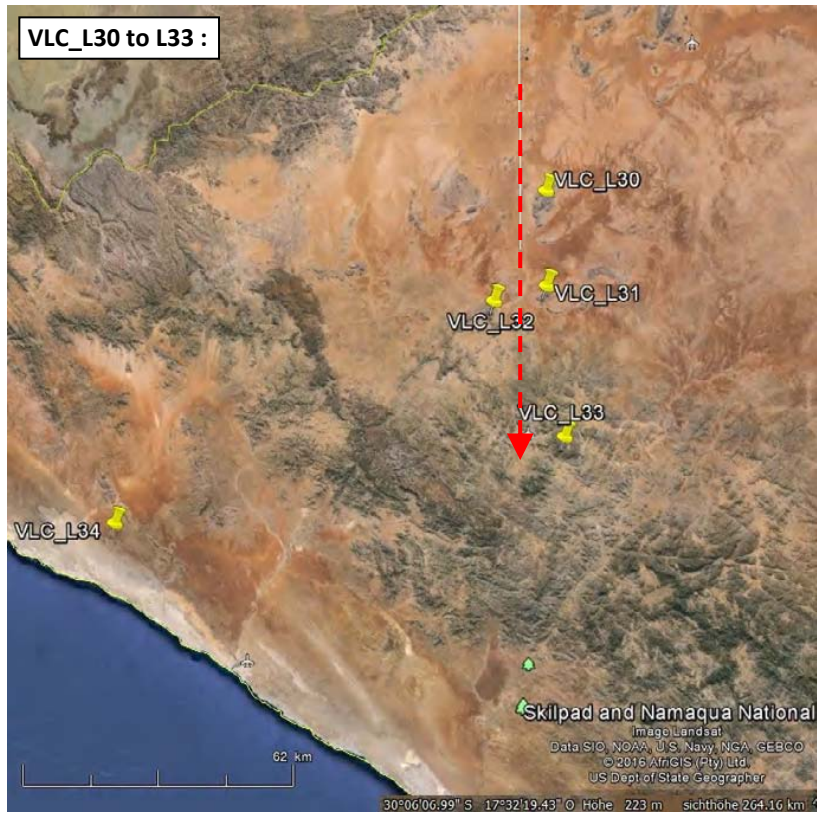 VLC_L30 to L33 :
VLC_L30
VLC_L31
VLC_L32
VLC_L33
VLC_L34
Skilpad and Namaqua National
Image Landsat
Data SIO, NOAA, U.S. Navy, NGA, GEBCO
© 2016 AfriGIS (Pty) Ltd.
US Dept of State Geographer
62 km
30°06'06.99" S 17°32'19.43" O Höhe 223 m sichthöhe 264.16 km